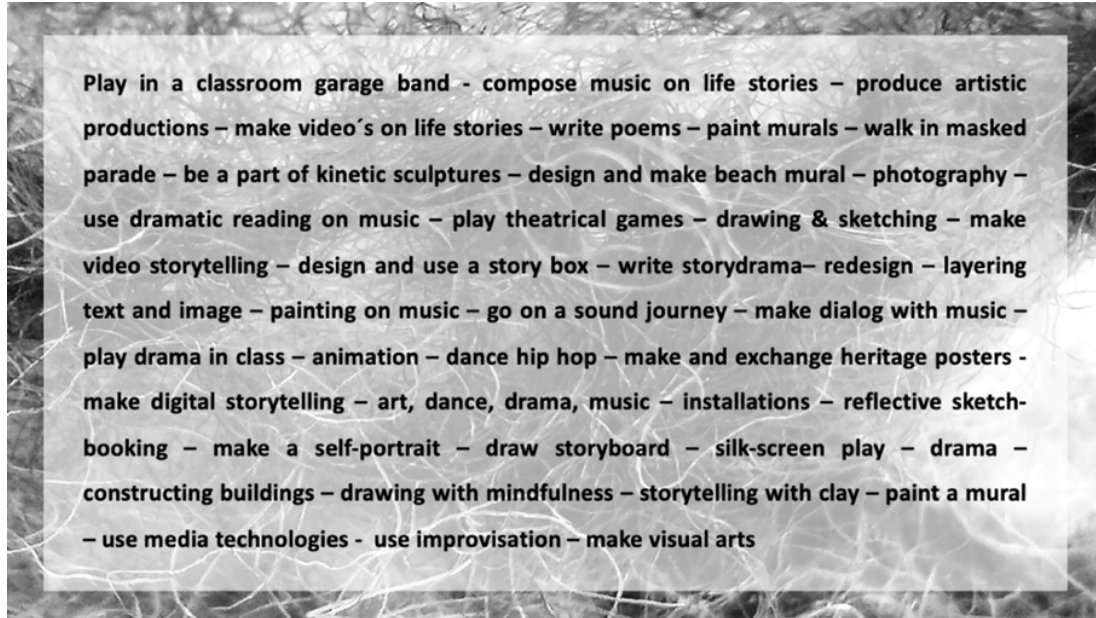 Play in a classroom garage band - compose music on life stories – produce artistic
productions – make video´s on life stories – write poems – paint murals – walk in masked
parade – be a part of kinetic sculptures – design and make beach mural – photography –
use dramatic reading on music – play theatrical games – drawing & sketching – make
video storytelling – design and use a story box – write storydrama– redesign – layering
text and image – painting on music – go on a sound journey – make dialog with music –
play drama in class – animation – dance hip hop – make and exchange heritage posters -
make digital storytelling – art, dance, drama, music – installations – reflective sketch-
booking – make a self-portrait – draw storyboard – silk-screen play – drama –
constructing buildings – drawing with mindfulness – storytelling with clay – paint a mural
– use media technologies - use improvisation – make visual arts